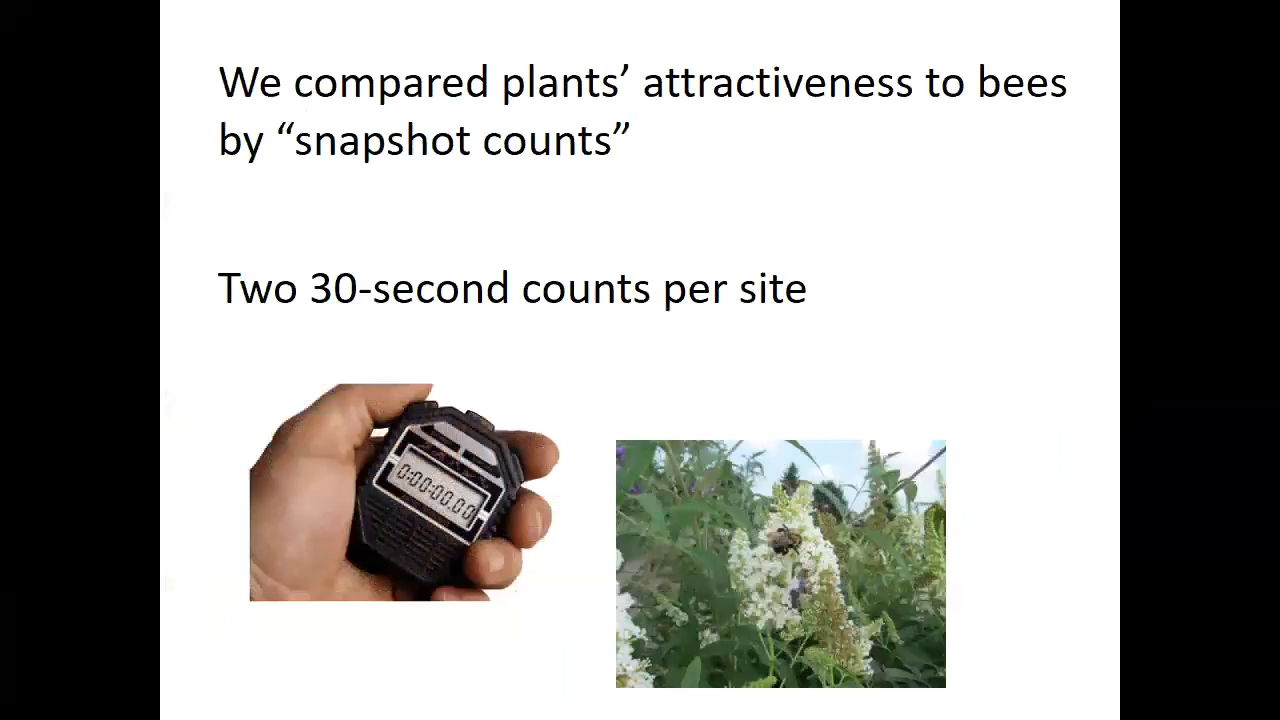 We compared plants’ attractiveness to bees
by “snapshot counts”
Two 30-second counts per site
0:00:00.00